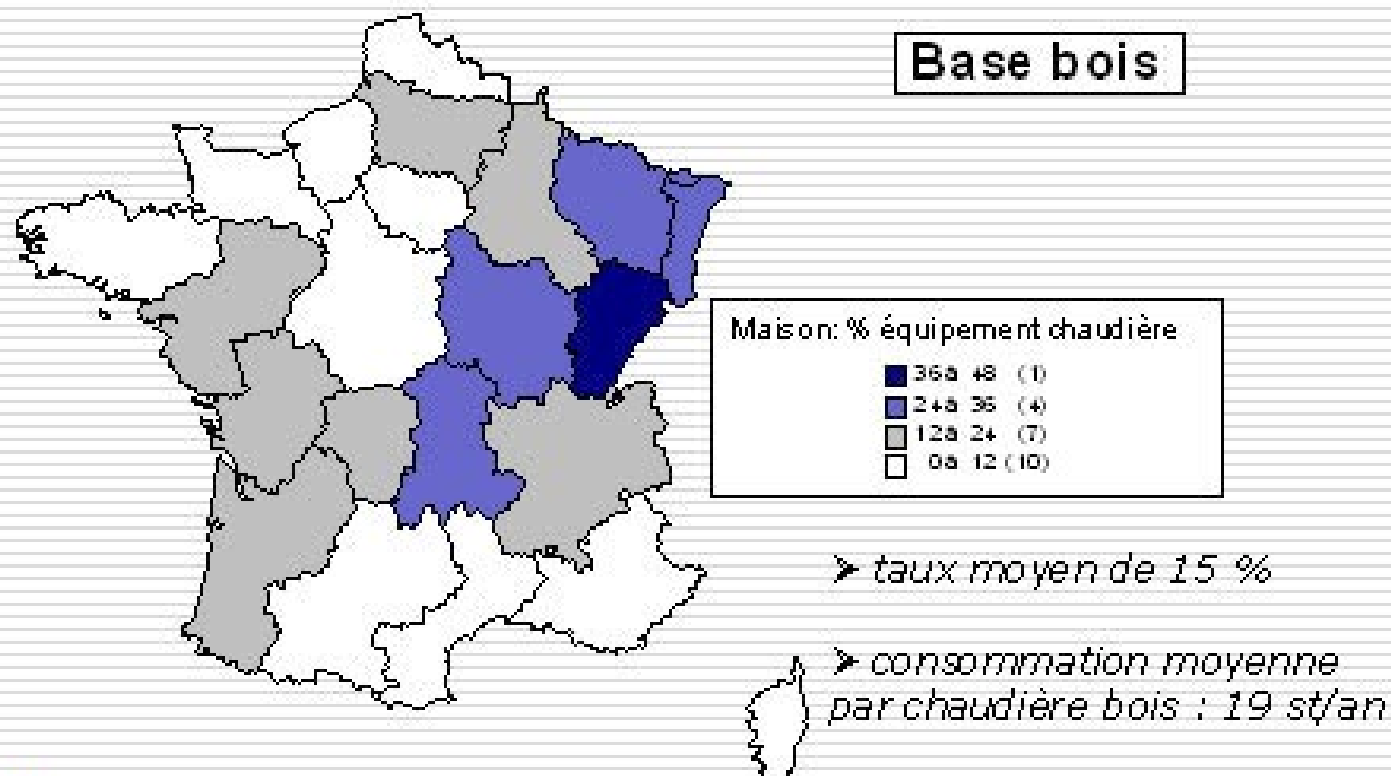 Base bois
Maison: % équipement chaudière
36à 48 (1)
24à 36 (4)
12à 24 (7)
0à 12 (10)
➤ taux moyen de 15 %
➤ consommation moyenne
par chaudière bois : 19 st/an